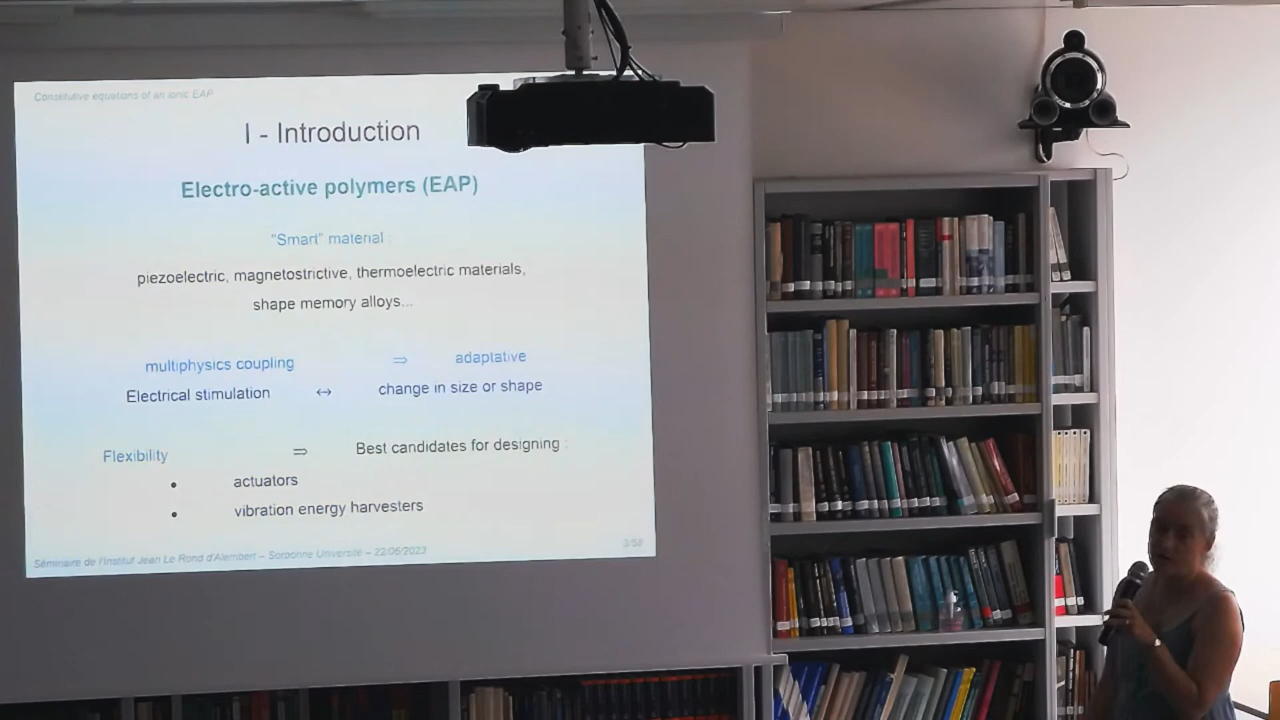 Constitutive equations of an ionic EAP
I - Introduction
Electro-active polymers (EAP)
“Smart” material :
piezoelectric, magnetostrictive, thermoelectric materials,
shape memory alloys...
multiphysics coupling ⇒ adaptative
Electrical stimulation ↔ change in size or shape
Flexibility ⇒ Best candidates for designing :
• actuators
• vibration energy harvesters
Séminaire de l'Institut Jean Le Rond d'Alembert – Sorbonne Université – 22/06/2023
3/58